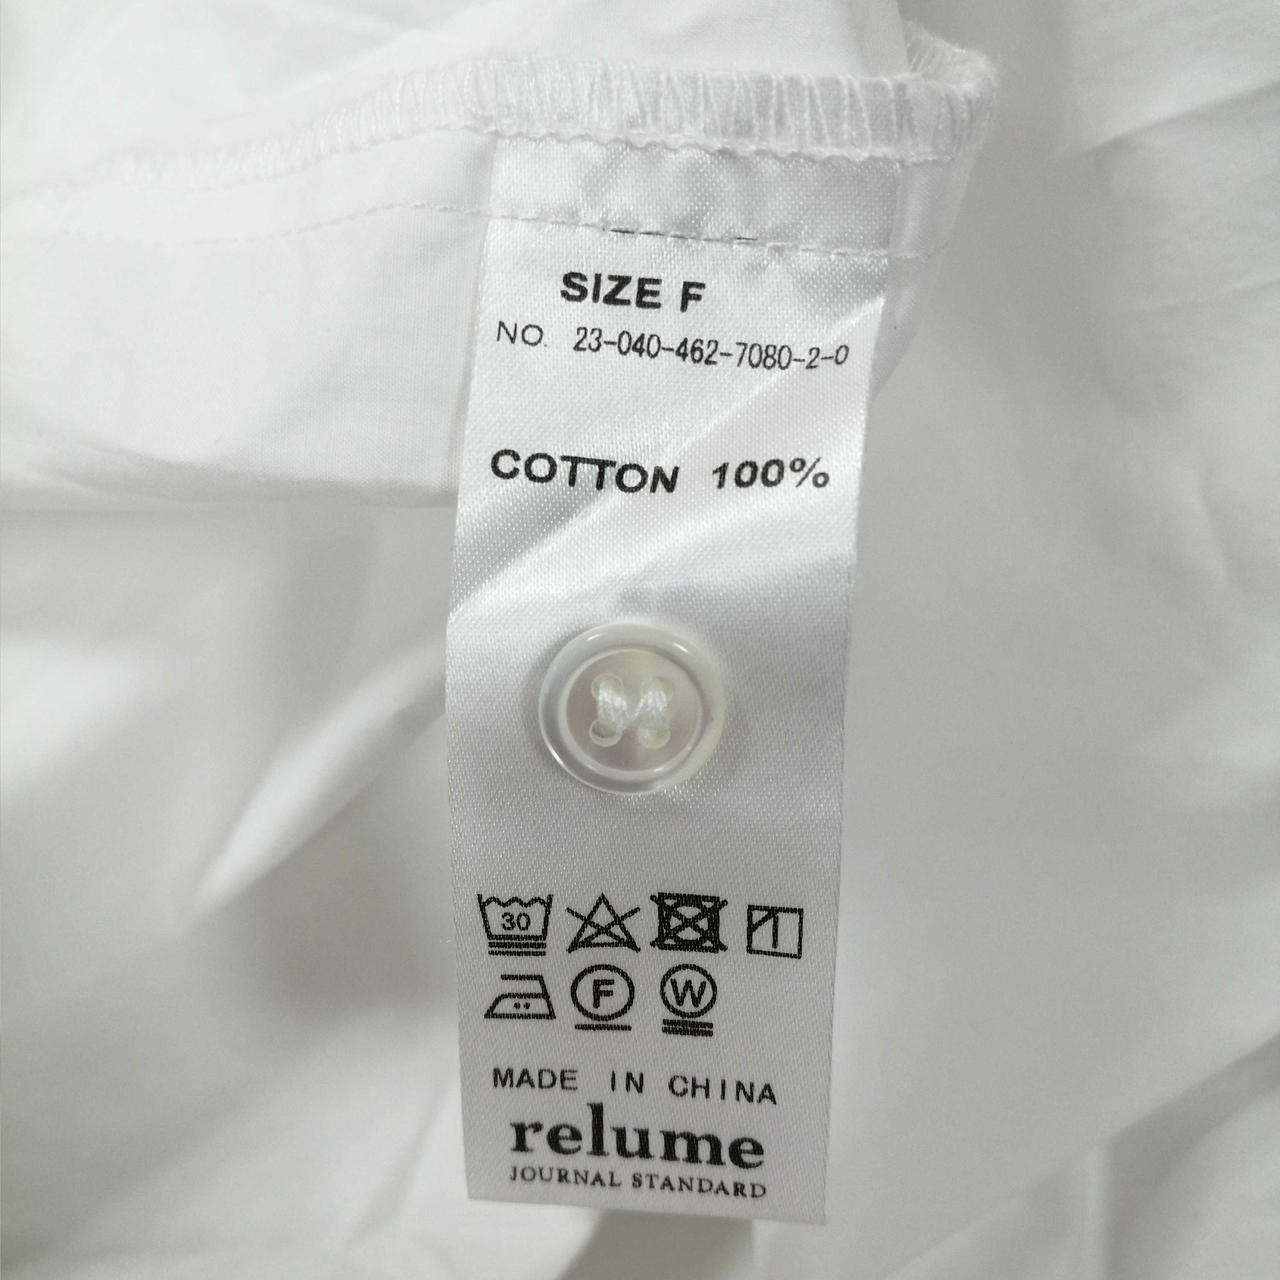 SIZE F
NO. 23-040-462-7080-2-0
COTTON 100%
30
F W
MADE IN CHINA
relume
JOURNAL STANDARD